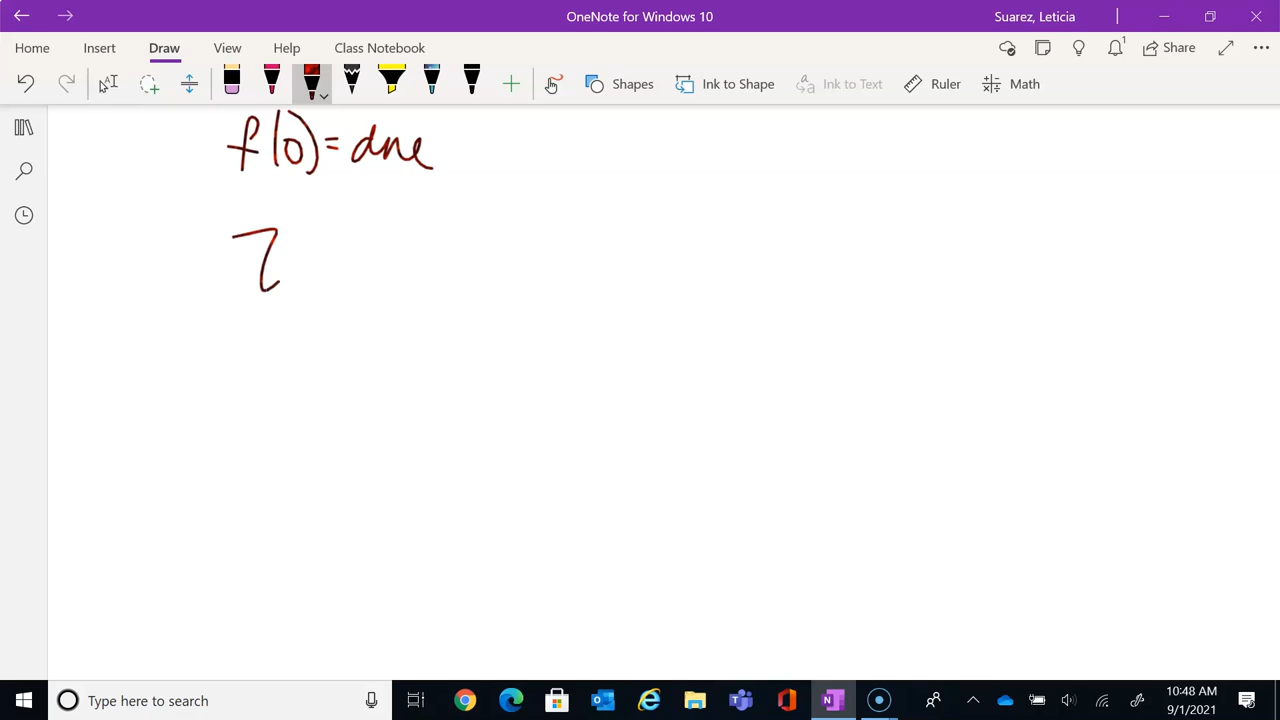 OneNote for Windows 10
Suarez, Leticia
Home Insert Draw View Help Class Notebook
1
Share
Shapes Ink to Shape Ink to Text Ruler Math
f(0)=dne
Type here to search
10:48 AM
9/1/2021